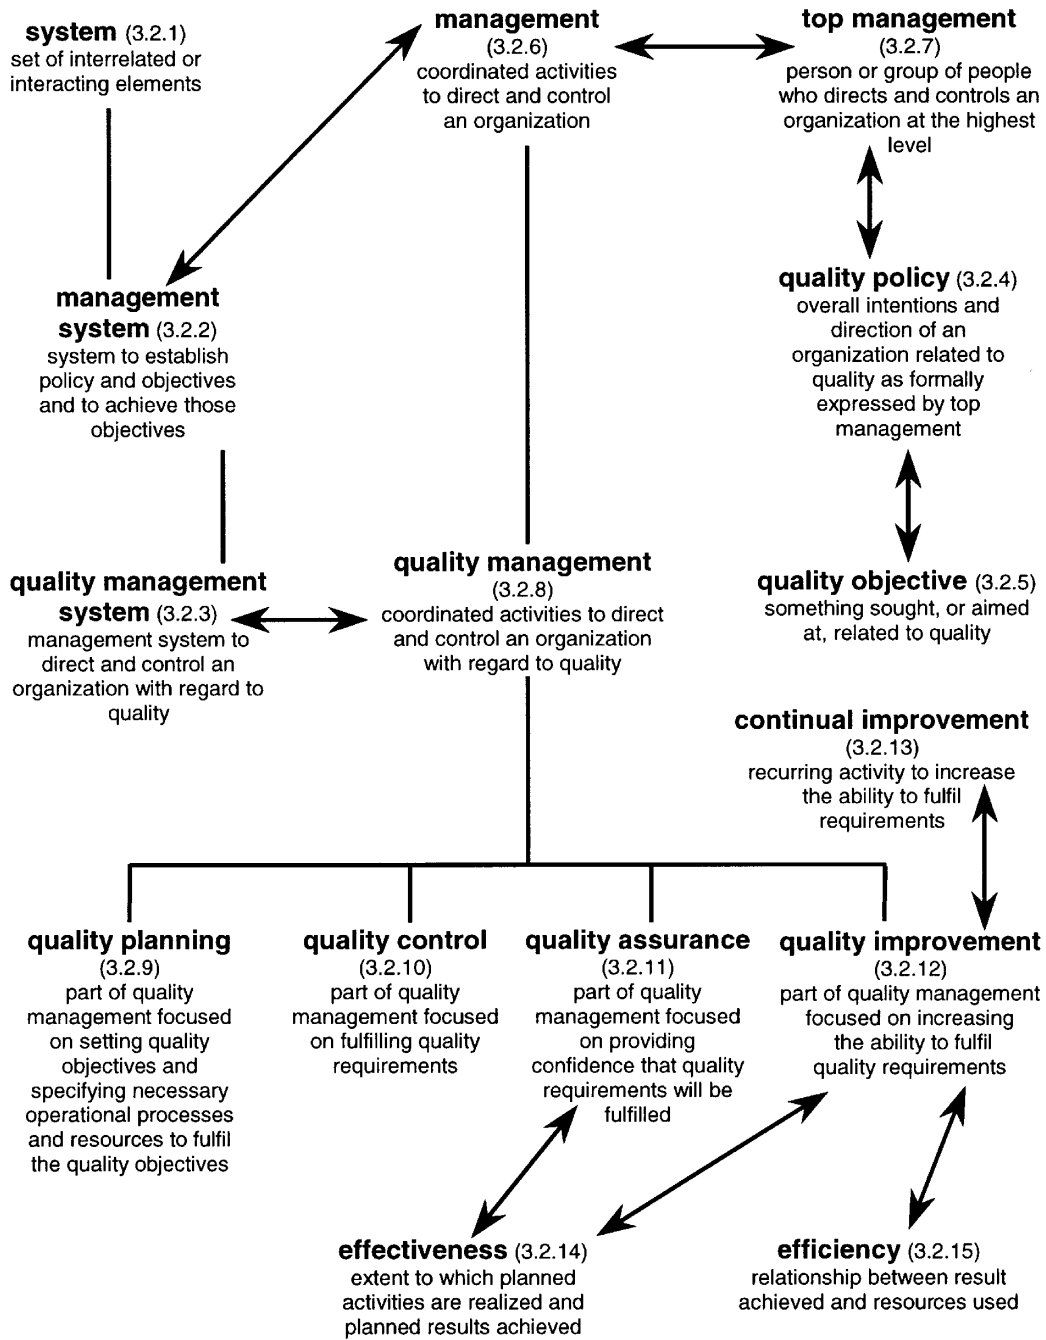 system (3.2.1)
set of interrelated or
interacting elements
management
(3.2.6)
coordinated activities
to direct and control
an organization
top management
(3.2.7)
person or group of people
who directs and controls an
organization at the highest
level
management
system (3.2.2)
system to establish
policy and objectives
and to achieve those
objectives
quality policy (3.2.4)
overall intentions and
direction of an
organization related to
quality as formally
expressed by top
management
quality management
system (3.2.3)
management system to
direct and control an
organization with regard to
quality
quality management
(3.2.8)
coordinated activities to direct
and control an organization
with regard to quality
quality objective (3.2.5)
something sought, or aimed
at, related to quality
continual improvement
(3.2.13)
recurring activity to increase
the ability to fulfil
requirements
quality planning
(3.2.9)
part of quality
management focused
on setting quality
objectives and
specifying necessary
operational processes
and resources to fulfil
the quality objectives
quality control
(3.2.10)
part of quality
management focused
on fulfilling quality
requirements
quality assurance
(3.2.11)
part of quality
management focused
on providing
confidence that quality
requirements will be
fulfilled
quality improvement
(3.2.12)
part of quality management
focused on increasing
the ability to fulfil
quality requirements
effectiveness (3.2.14)
extent to which planned
activities are realized and
planned results achieved
efficiency (3.2.15)
relationship between result
achieved and resources used